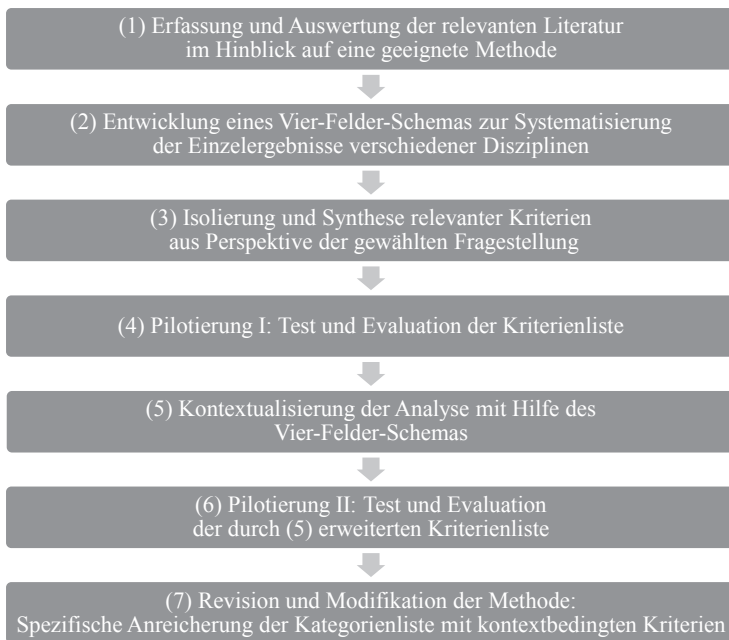 (1) Erfassung und Auswertung der relevanten Literatur
im Hinblick auf eine geeignete Methode
(2) Entwicklung eines Vier-Felder-Schemas zur Systematisierung
der Einzelergebnisse verschiedener Disziplinen
(3) Isolierung und Synthese relevanter Kriterien
aus Perspektive der gewählten Fragestellung
(4) Pilotierung I: Test und Evaluation der Kriterienliste
(5) Kontextualisierung der Analyse mit Hilfe des
Vier-Felder-Schemas
(6) Pilotierung II: Test und Evaluation
der durch (5) erweiterten Kriterienliste
(7) Revision und Modifikation der Methode:
Spezifische Anreicherung der Kategorienliste mit kontextbedingten Kriterien